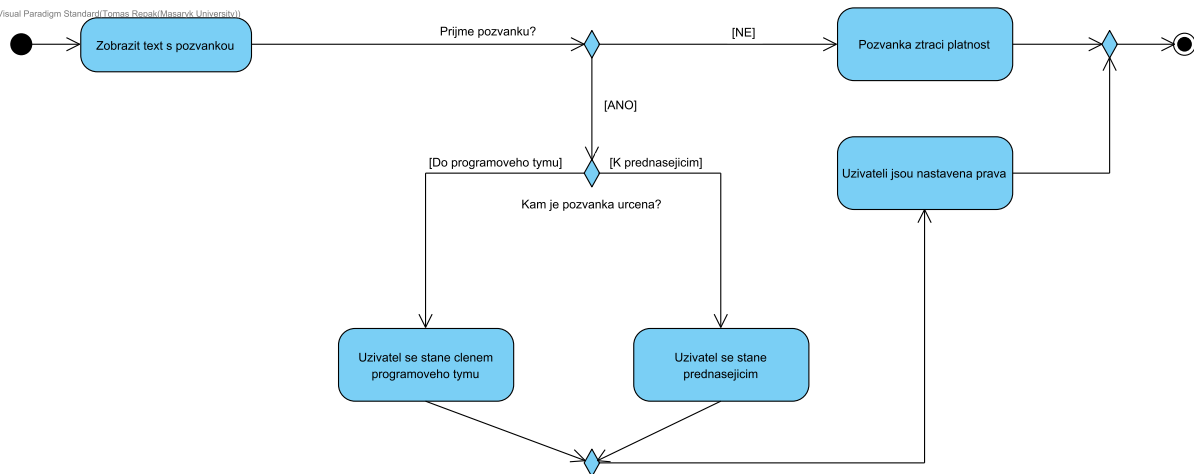 Visual Paradigm Standard(Tomas Repak(Masaryk University))
Zobrazit text s pozvankou
Prijme pozvanku?
[NE]
Pozvanka ztraci platnost
[ANO]
[Do programoveho tymu]
[K prednasejicim]
Uzivateli jsou nastavena prava
Kam je pozvanka urcena?
Uzivatel se stane clenem
programoveho tymu
Uzivatel se stane
prednasejicim